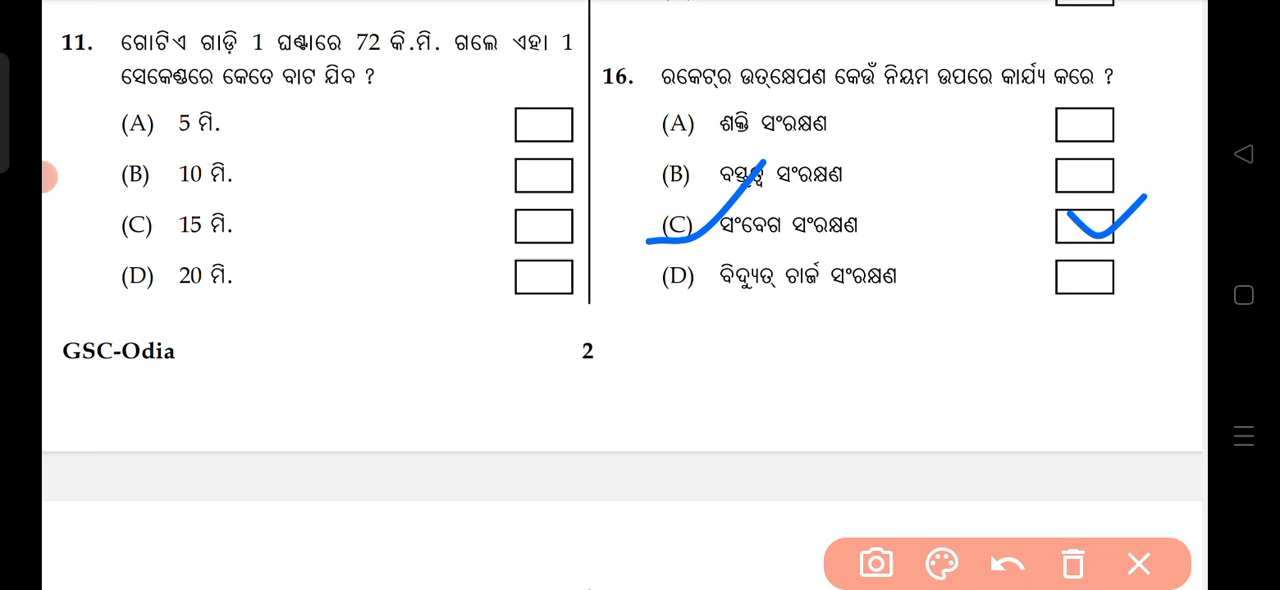 11. ଗୋଟିଏ ଗାଡ଼ି 1 ଘଣ୍ଟାରେ 72 କି.ମି. ଗଲେ ଏହା 1
ସେକେଣ୍ଡରେ କେତେ ବାଟ ଯିବ ?
(A) 5 ମି.
(B) 10 ମି.
(C) 15 ମି.
(D) 20 ମି.
16. ରକେଟ୍‌ର ଉତ୍‌କ୍ଷେପଣ କେଉଁ ନିୟମ ଉପରେ କାର୍ଯ୍ୟ କରେ ?
(A) ଶକ୍ତି ସଂରକ୍ଷଣ
(B) ବସ୍ତୁତ୍ୱ ସଂରକ୍ଷଣ
(C) ସଂବେଗ ସଂରକ୍ଷଣ
(D) ବିଦ୍ୟୁତ୍ ଚାର୍ଜ ସଂରକ୍ଷଣ
GSC-Odia 2